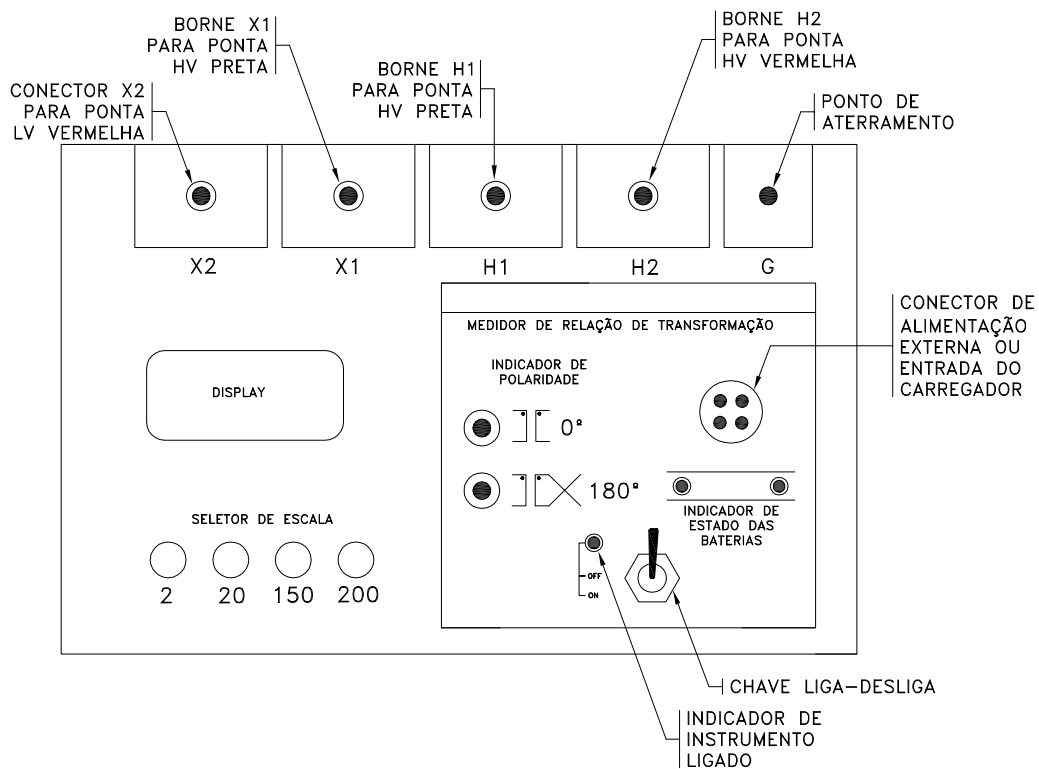 BORNE X1
PARA PONTA
HV PRETA
BORNE H2
PARA PONTA
HV VERMELHA
BORNE H1
PARA PONTA
HV PRETA
CONECTOR X2
PARA PONTA
LV VERMELHA
PONTO DE
ATERRAMENTO
X2 X1 H1 H2 G
CONECTOR DE
ALIMENTAÇÃO
EXTERNA OU
ENTRADA DO
CARREGADOR
MEDIDOR DE RELAÇÃO DE TRANSFORMAÇÃO
INDICADOR DE
POLARIDADE
DISPLAY
0º
180º
INDICADOR DE
ESTADO DAS
BATERIAS
SELETOR DE ESCALA
2 20 150 200
OFF
ON
CHAVE LIGA-DESLIGA
INDICADOR DE
INSTRUMENTO
LIGADO